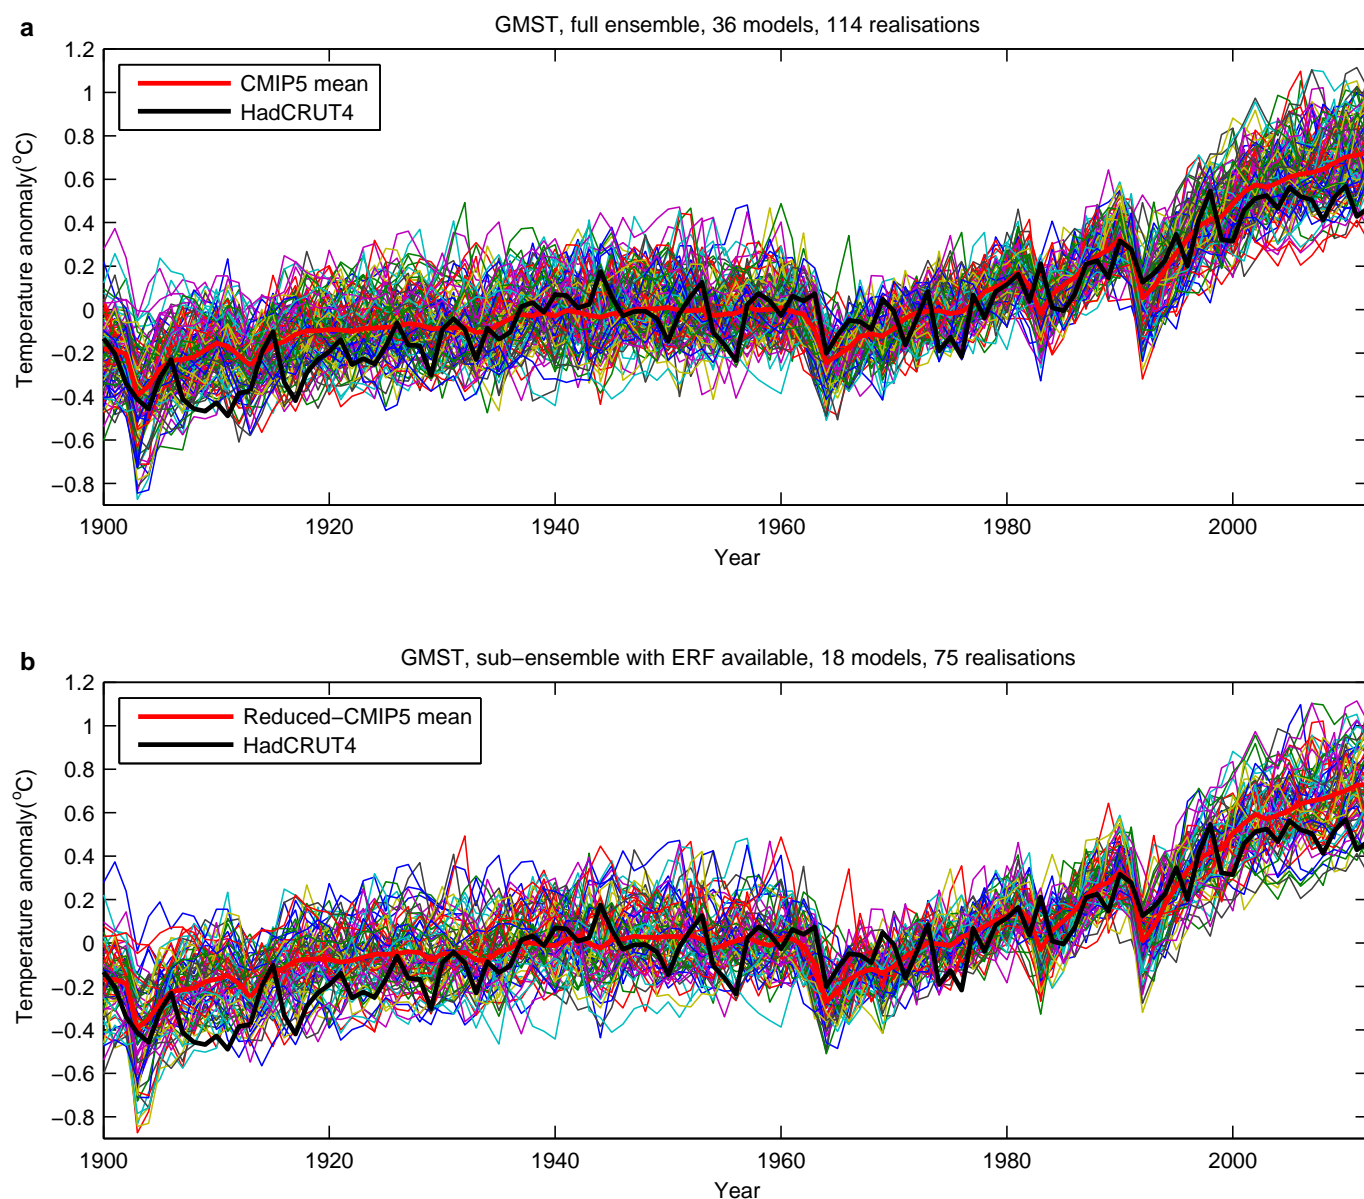 a
GMST, full ensemble, 36 models, 114 realisations
CMIP5 mean
HadCRUT4
Temperature anomaly(°C)
1.2
1
0.8
0.6
0.4
0.2
0
−0.2
−0.4
−0.6
−0.8
1900 1920 1940 1960 1980 2000
Year
b
GMST, sub−ensemble with ERF available, 18 models, 75 realisations
Reduced−CMIP5 mean
HadCRUT4
Temperature anomaly(°C)
1.2
1
0.8
0.6
0.4
0.2
0
−0.2
−0.4
−0.6
−0.8
1900 1920 1940 1960 1980 2000
Year